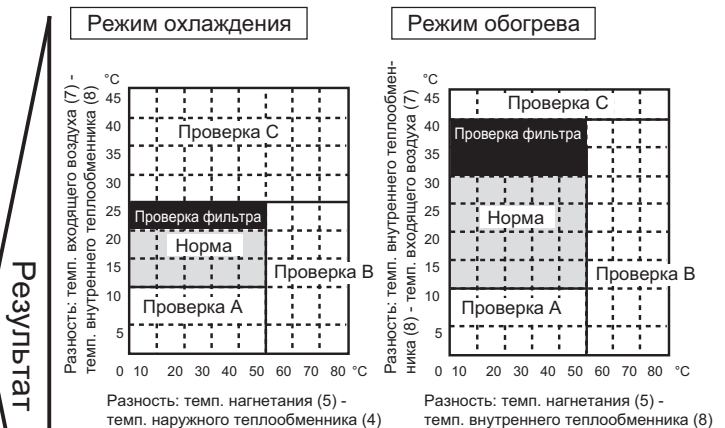 Режим охлаждения
Режим обогрева
Результат
Разность: темп. входящего воздуха (7) -
темп. внутреннего теплообменника (8)
°C
45
40
35
30
25
20
15
10
5
Проверка C
Проверка фильтра
Норма
Проверка B
Проверка A
0 10 20 30 40 50 60 70 80 °C
Разность: темп. нагнетания (5) -
темп. наружного теплообменника (4)
Разность: темп. внутреннего теплообмен-
ника (8) - темп. входящего воздуха (7)
°C
45
40
35
30
25
20
15
10
5
Проверка C
Проверка фильтра
Норма
Проверка B
Проверка A
0 10 20 30 40 50 60 70 80 °C
Разность: темп. нагнетания (5) -
темп. внутреннего теплообменника (8)